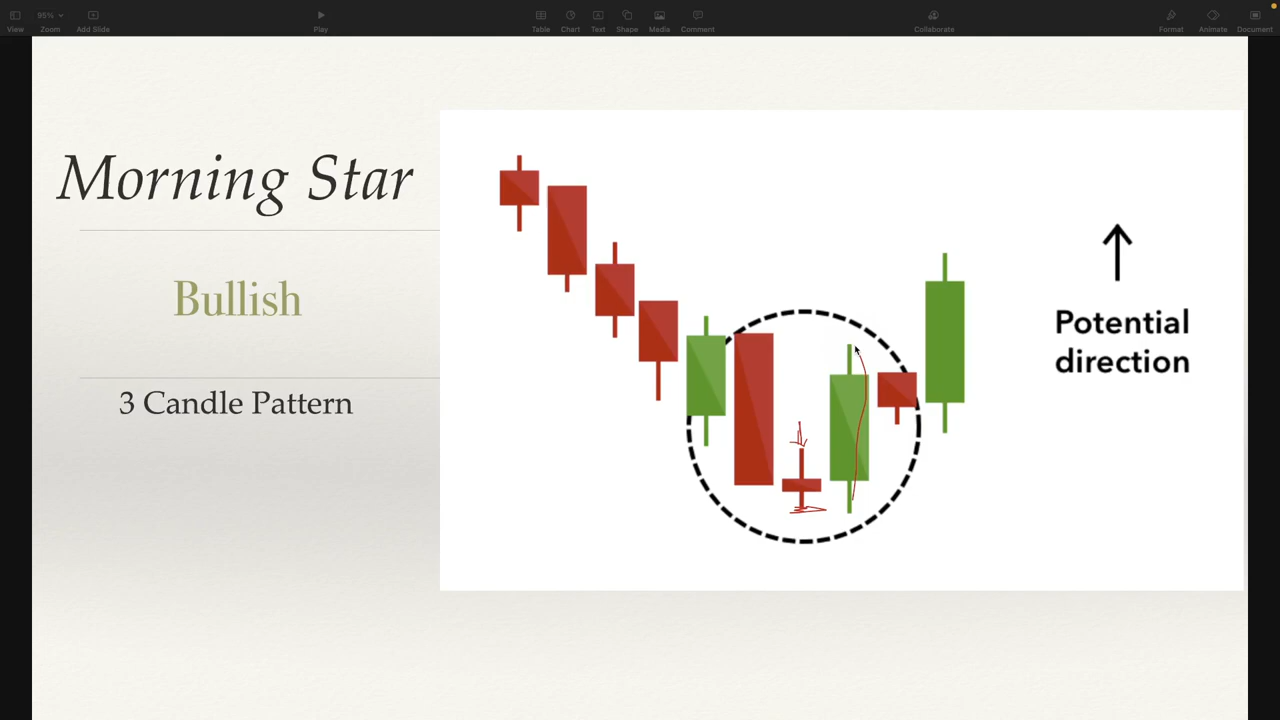 95%
View
Zoom
Add Slide
Play
Table
Chart
Text
Shape
Media
Comment
Collaborate
Format
Animate
Document
Morning Star
Bullish
3 Candle Pattern
Potential
direction